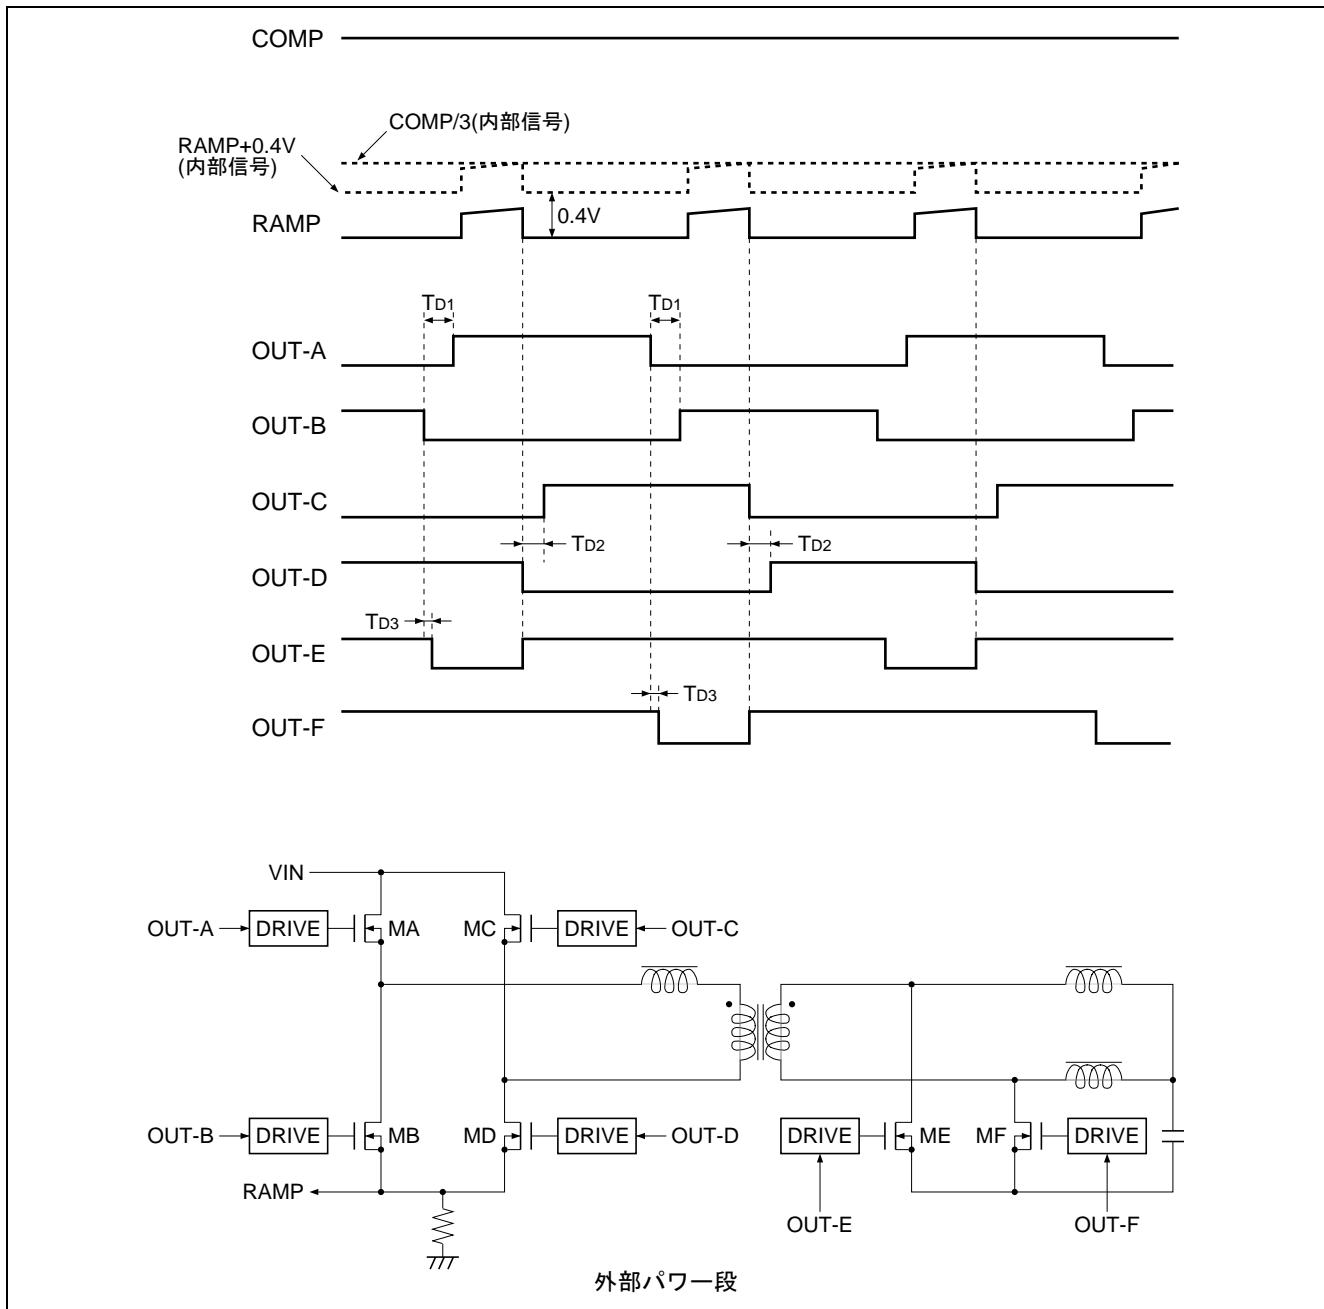 COMP
COMP/3(内部信号)
RAMP+0.4V
(内部信号)
0.4V
RAMP
TD1 TD1
OUT-A
OUT-B
OUT-C
TD2 TD2
OUT-D
TD3
OUT-E
TD3
OUT-F
VIN
OUT-A DRIVE MA MC DRIVE OUT-C
OUT-B DRIVE MB MD DRIVE OUT-D DRIVE ME MF DRIVE
RAMP
OUT-E OUT-F
外部パワー段